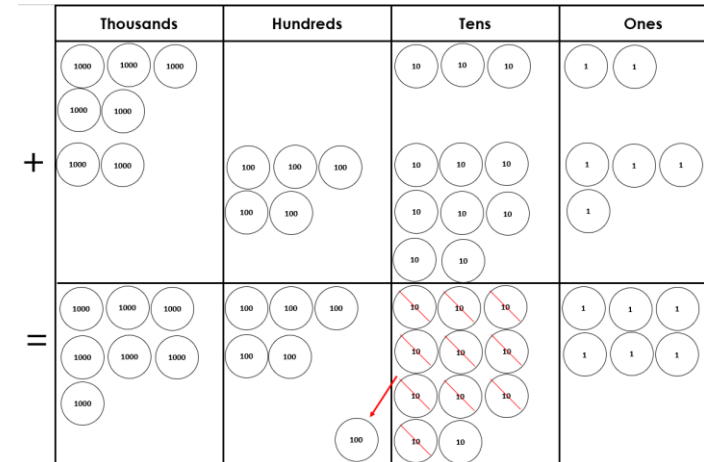 Thousands Hundreds Tens Ones
1000 1000 1000 10 10 10 1 1
1000 1000
+ 1000 1000 100 100 100 10 10 10 1 1 1
100 100 10 10 10 1
10 10
= 1000 1000 1000 100 100 100 10 10 10 1 1 1
1000 1000 1000 100 100 10 10 10 1 1 1
1000 10 10 10
100 10 10